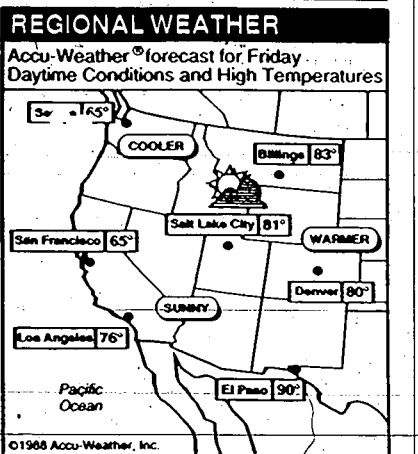 REGIONAL WEATHER
Accu-Weather® forecast for Friday
Daytime Conditions and High Temperatures
65°
COOLER
Billings 83°
Salt Lake City 81°
San Francisco 65°
WARMER
Denver 80°
SUNNY
Los Angeles 76°
El Paso 90°
Pacific
Ocean
©1988 Accu-Weather, Inc.